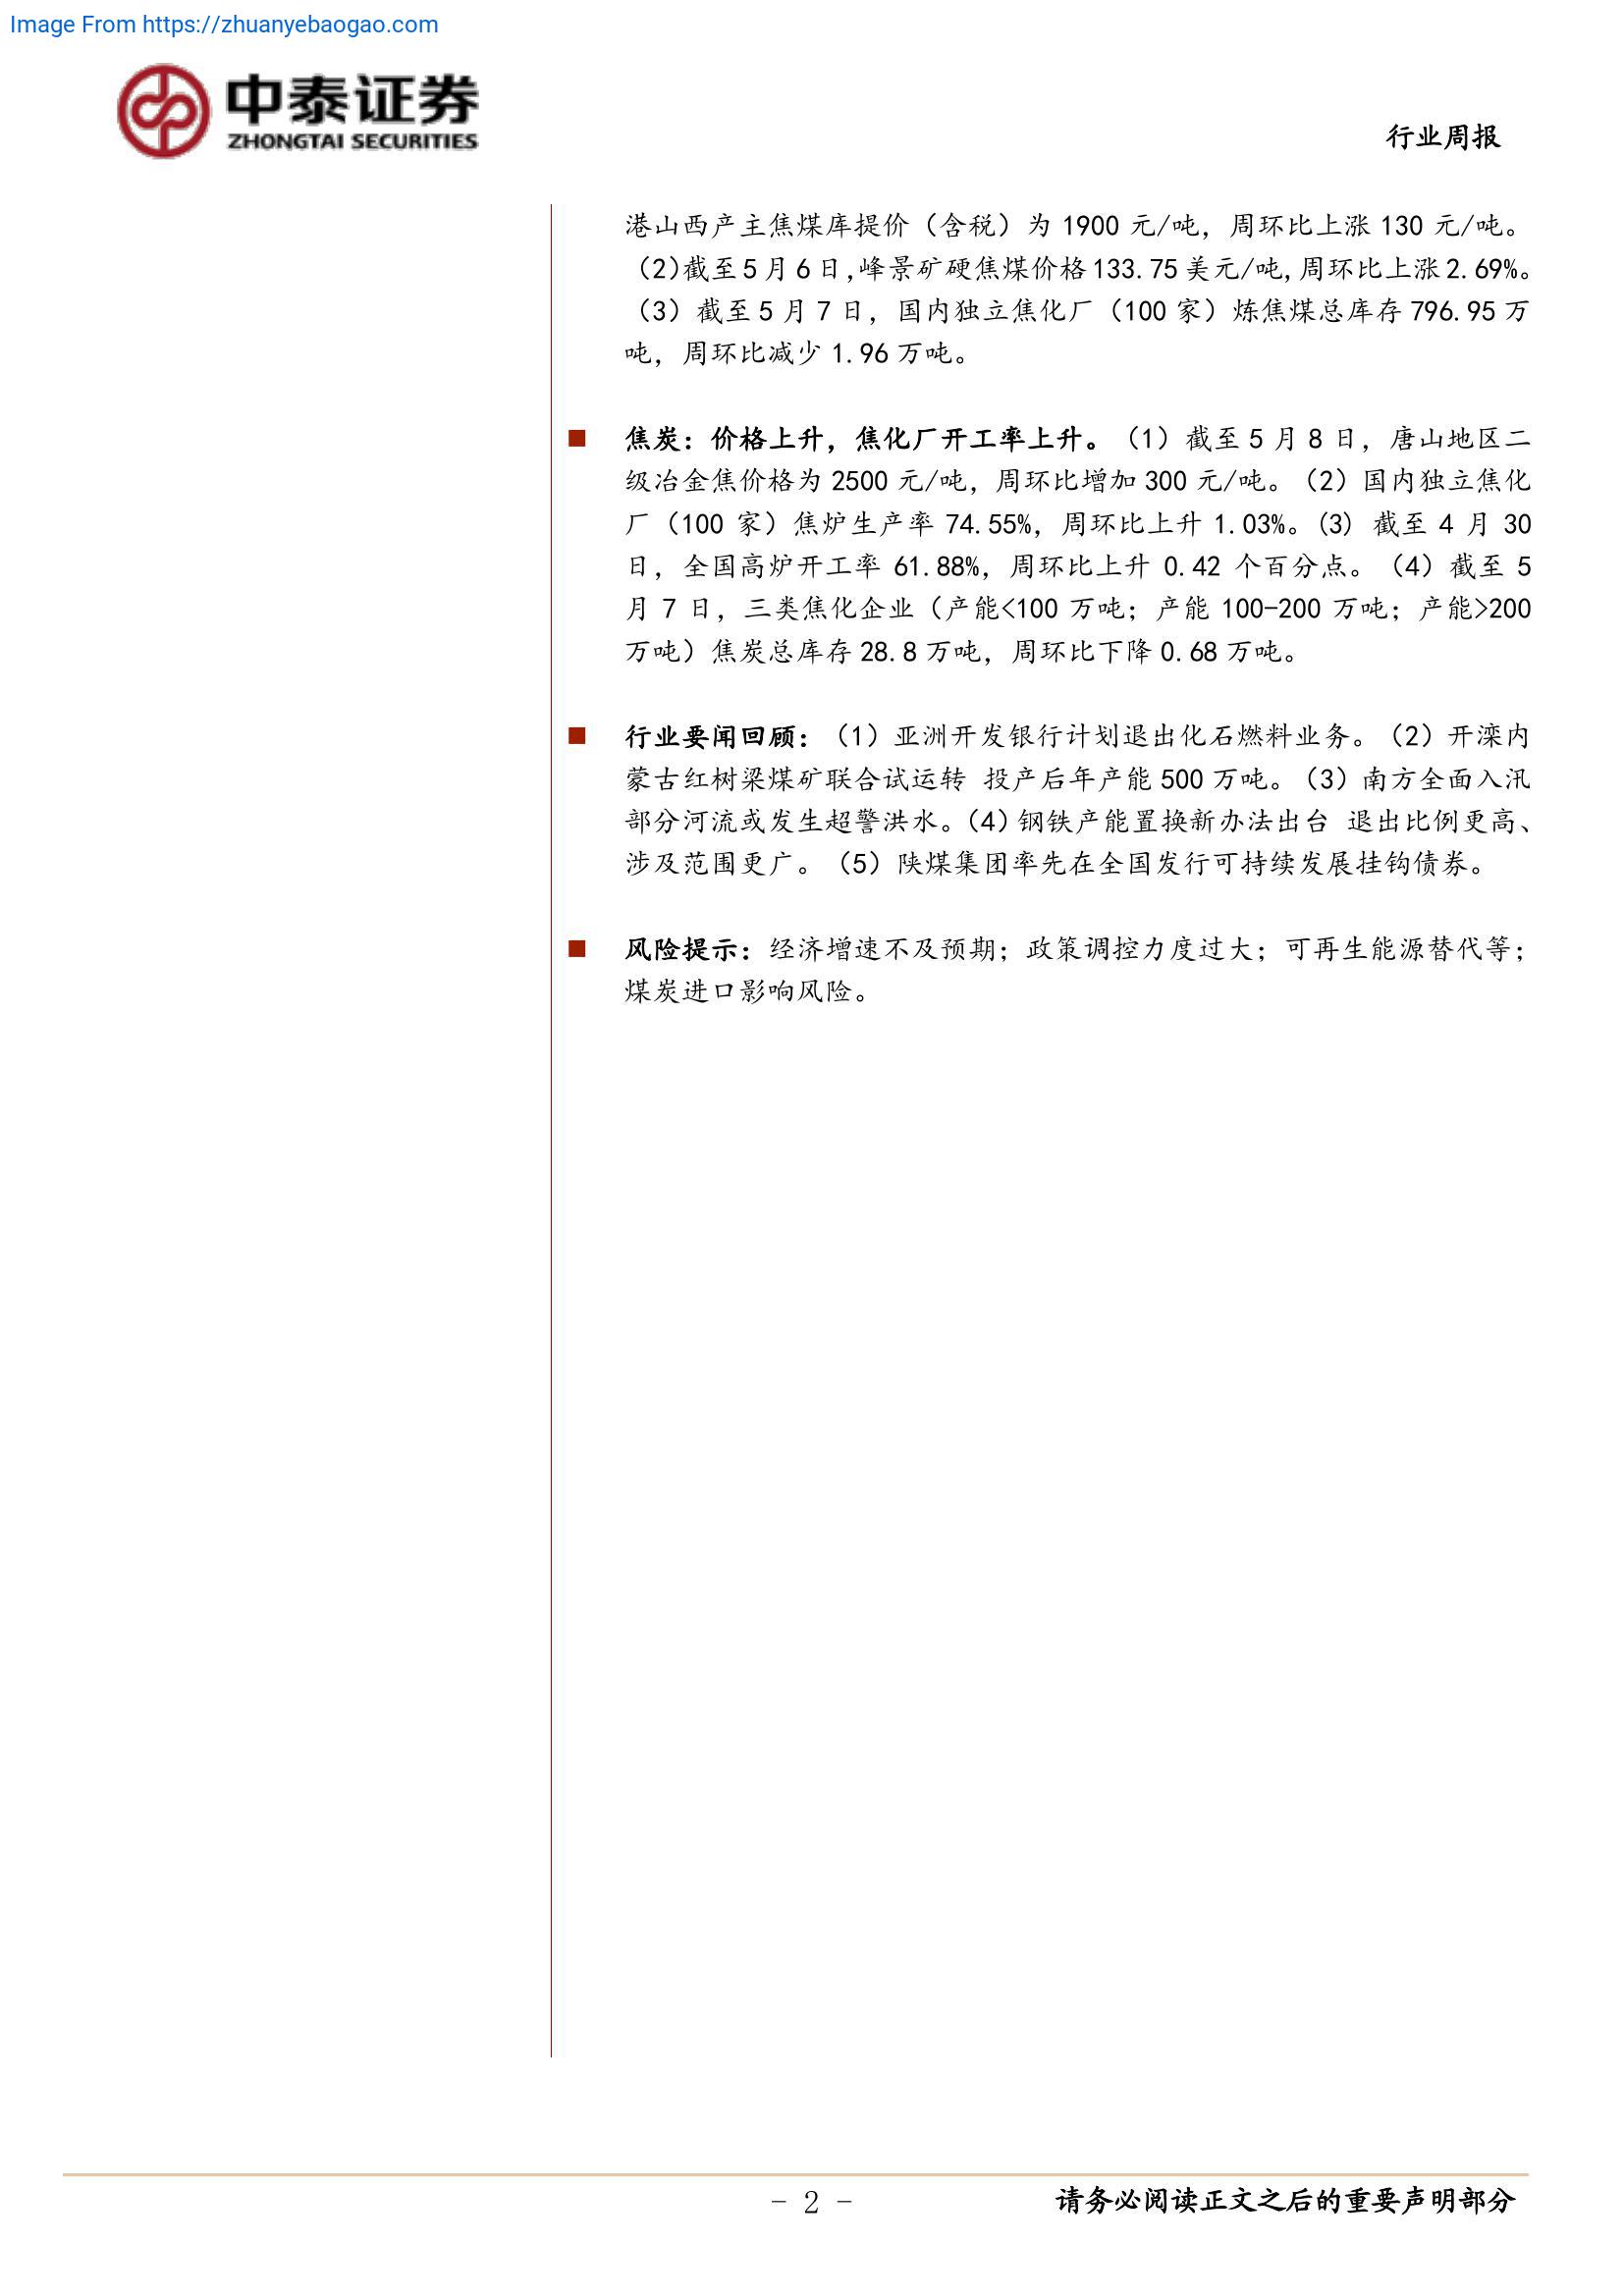 Image From https://zhuanyebaogao.com
中泰证券
ZHONGTAI SECURITIES
行业周报
港山西产主焦煤库提价（含税）为 1900 元/吨，周环比上涨 130 元/吨。
（2)截至 5 月 6 日,峰景矿硬焦煤价格 133.75 美元/吨,周环比上涨 2.69%。
（3）截至 5 月 7 日，国内独立焦化厂（100 家）炼焦煤总库存 796.95 万
吨，周环比减少 1.96 万吨。
■ 焦炭：价格上升，焦化厂开工率上升。（1）截至 5 月 8 日，唐山地区二
级冶金焦价格为 2500 元/吨，周环比增加 300 元/吨。（2）国内独立焦化
厂（100 家）焦炉生产率 74.55%，周环比上升 1.03%。(3) 截至 4 月 30
日，全国高炉开工率 61.88%，周环比上升 0.42 个百分点。（4）截至 5
月 7 日，三类焦化企业（产能<100 万吨；产能 100-200 万吨；产能>200
万吨）焦炭总库存 28.8 万吨，周环比下降 0.68 万吨。
■ 行业要闻回顾：（1）亚洲开发银行计划退出化石燃料业务。（2）开滦内
蒙古红树梁煤矿联合试运转 投产后年产能 500 万吨。（3）南方全面入汛
部分河流或发生超警洪水。（4）钢铁产能置换新办法出台 退出比例更高、
涉及范围更广。（5）陕煤集团率先在全国发行可持续发展挂钩债券。
■ 风险提示：经济增速不及预期；政策调控力度过大；可再生能源替代等；
煤炭进口影响风险。
- 2 -
请务必阅读正文之后的重要声明部分